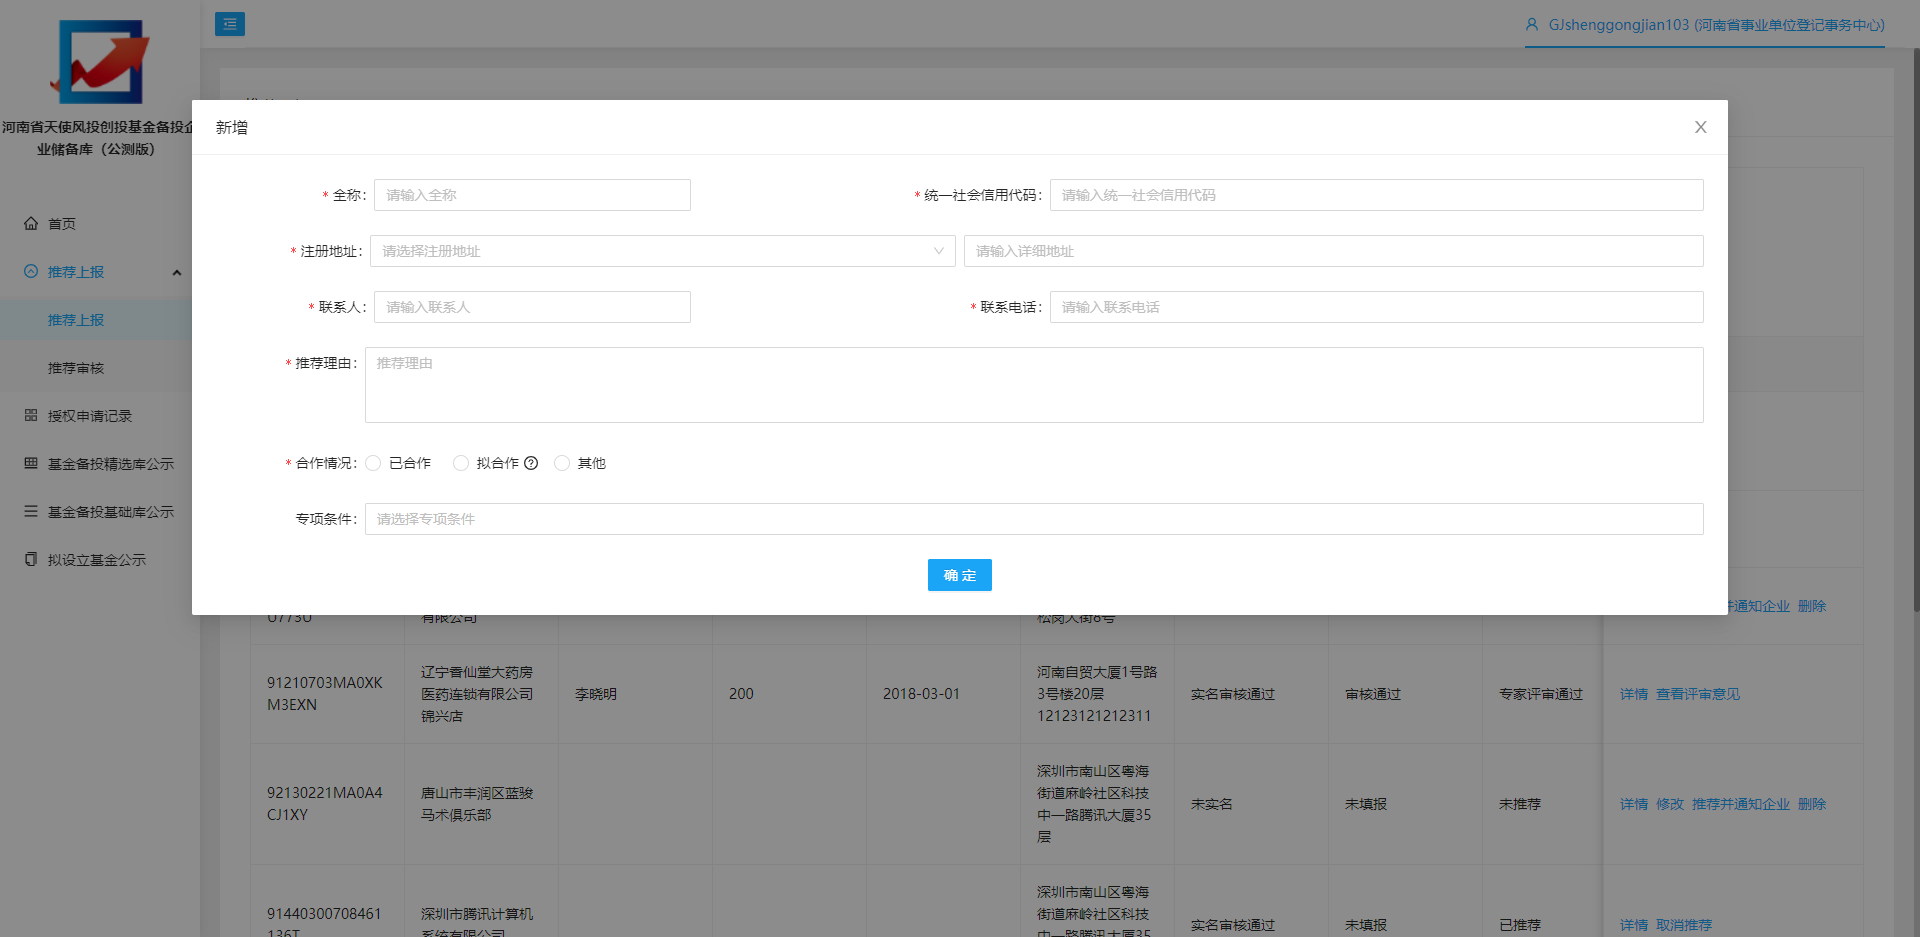 河南省天使风投创投基金备投企
业储备库（公测版）
首页
推荐上报
推荐上报
推荐审核
授权申请记录
基金备投精选库公示
基金备投基础库公示
拟设立基金公示
GJshenggongjian103 (河南省事业单位登记事务中心)
新增
* 全称： 请输入全称
* 统一社会信用代码： 请输入统一社会信用代码
* 注册地址： 请选择注册地址 请输入详细地址
* 联系人： 请输入联系人
* 联系电话： 请输入联系电话
* 推荐理由： 推荐理由
* 合作情况： 已合作 拟合作 其他
专项条件： 请选择专项条件
确 定
有限公司
松岗大街8号
并通知企业 删除
91210703MA0XK
M3EXN
辽宁香仙堂大药房
医药连锁有限公司
锦兴店
李晓明
200
2018-03-01
河南自贸大厦1号路
3号楼20层
12123121212311
实名审核通过
审核通过
专家评审通过
详情 查看评审意见
92130221MA0A4
CJ1XY
唐山市丰润区蓝骏
马术俱乐部
深圳市南山区粤海
街道麻岭社区科技
中一路腾讯大厦35
层
未实名
未填报
未推荐
详情 修改 推荐并通知企业 删除
91440300708461
136T
深圳市腾讯计算机
系统有限公司
深圳市南山区粤海
街道麻岭社区科技
中一路腾讯大厦35
实名审核通过
未填报
已推荐
详情 取消推荐